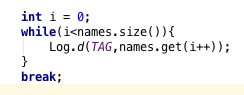 int i = 0;
while(i<names.size()){
Log.d(TAG,names.get(i++));
}
break;